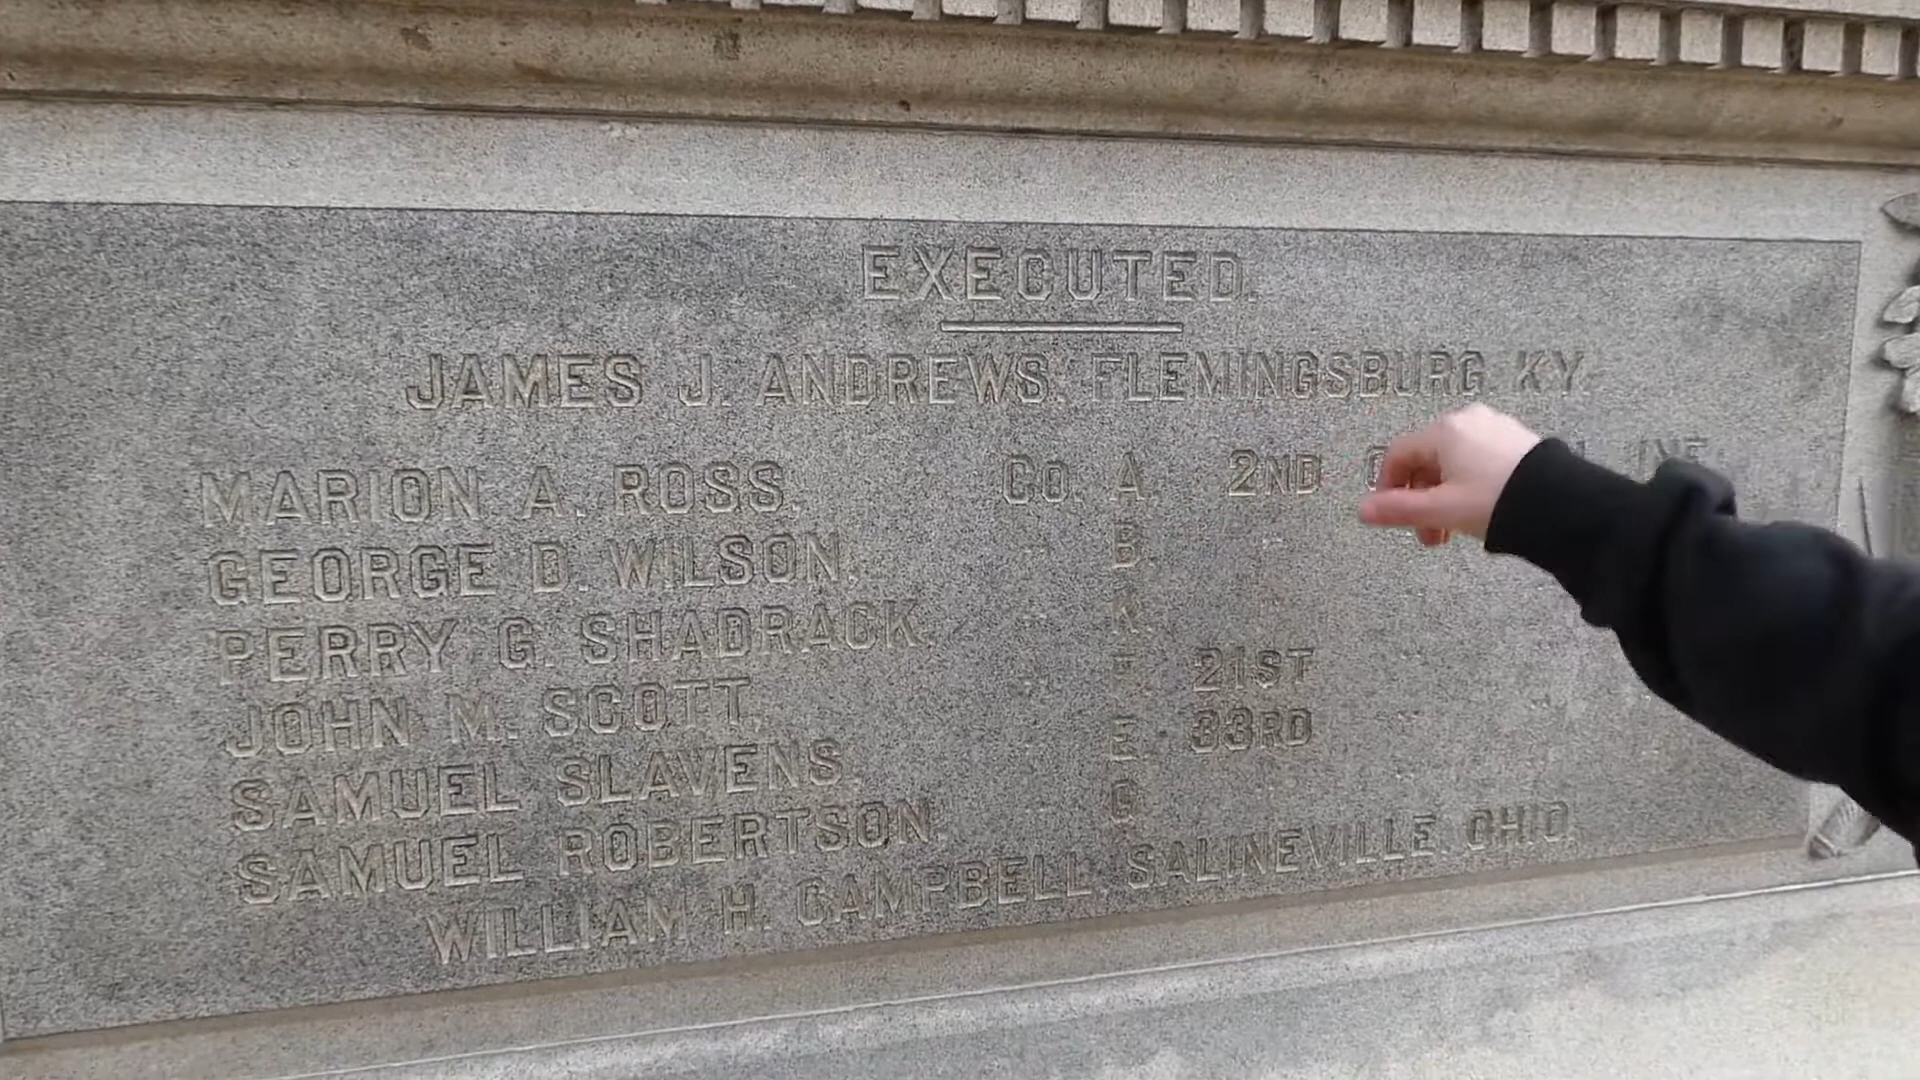 EXECUTED.
JAMES J. ANDREWS. FLEMINGSBURG KY.
MARION A. ROSS. Co. A. 2ND INF.
GEORGE D. WILSON. " B. "
PERRY G. SHADRACK. " K. "
JOHN M. SCOTT. " F. 21ST " "
SAMUEL SLAVENS. " E. 33RD " "
SAMUEL ROBERTSON. " G. " " "
WILLIAM H. CAMPBELL, SALINEVILLE, OHIO.